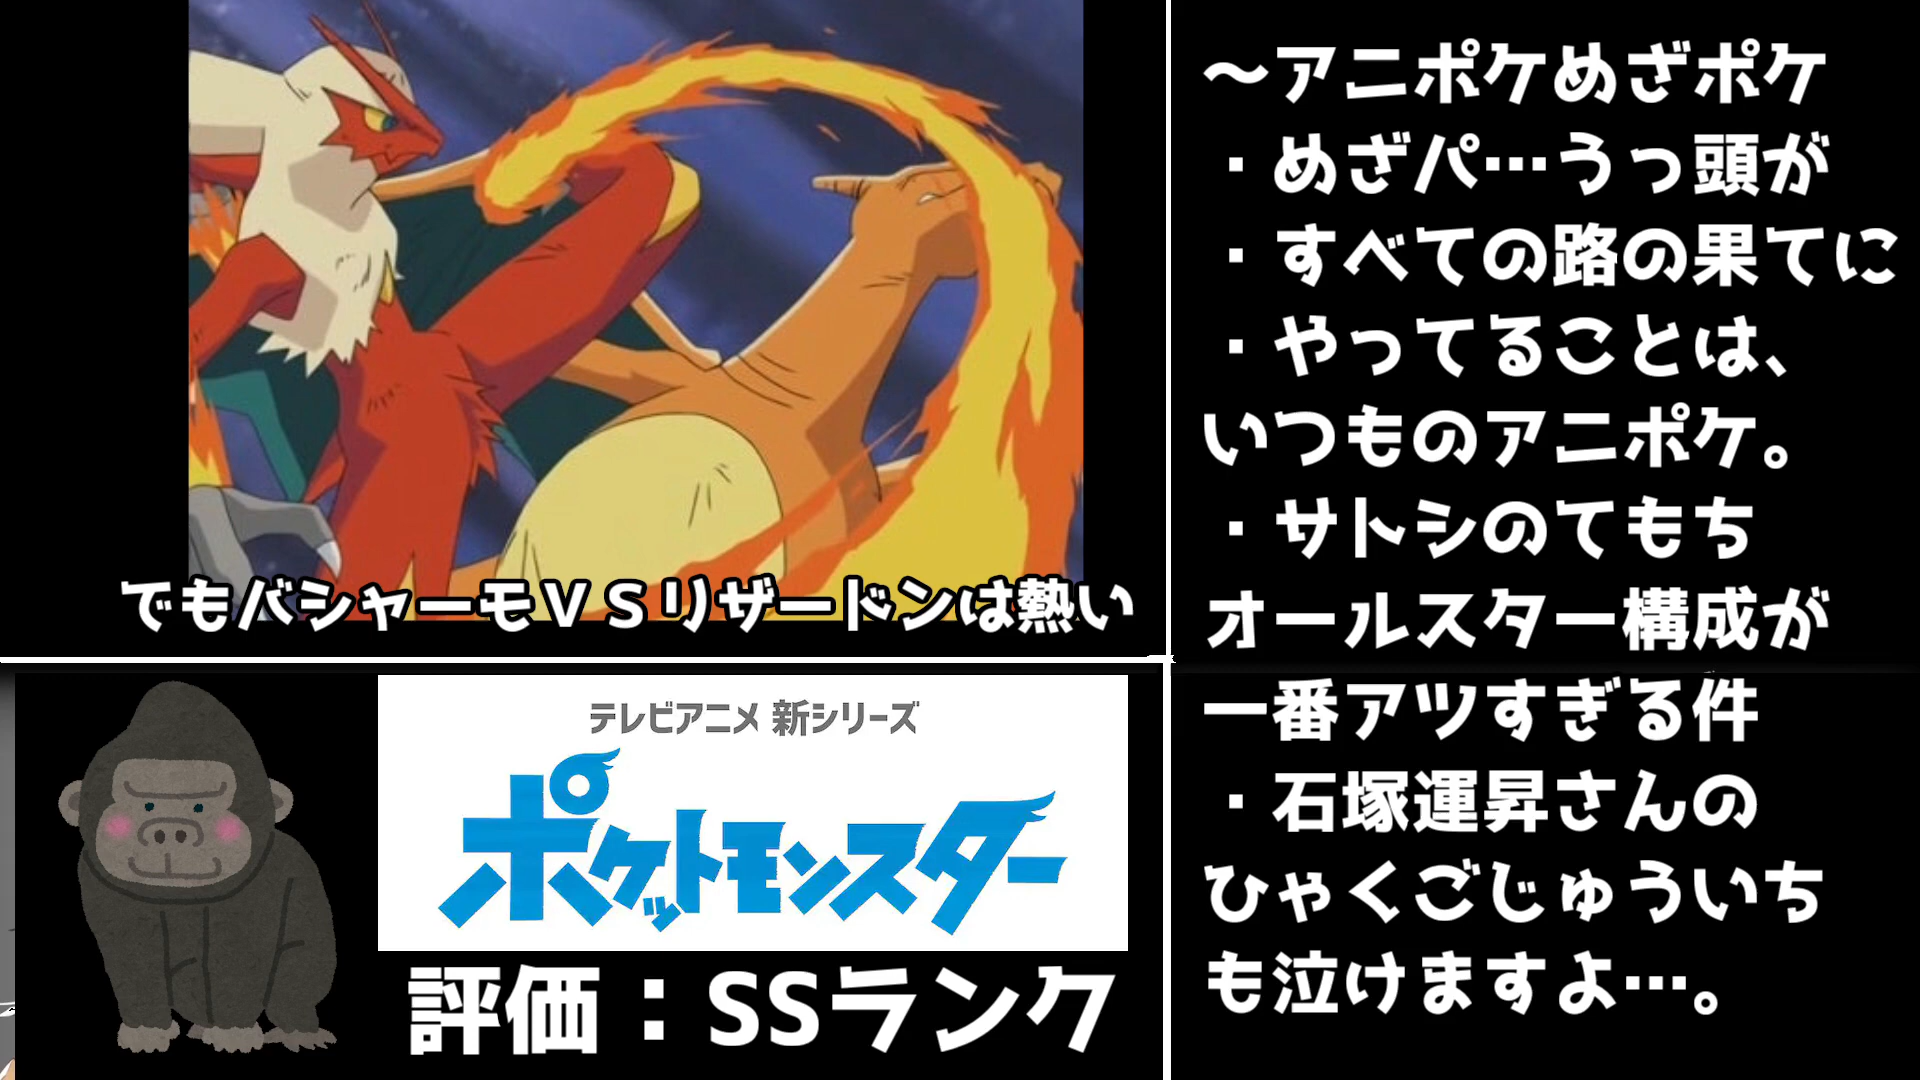 でもバシャーモＶＳリザードンは熱い
テレビアニメ 新シリーズ
ポケットモンスター
評価：SSランク
～アニポケめざポケ
・めざパ…うっ頭が
・すべての路の果てに
・やってることは、
いつものアニポケ。
・サトシのてもち
オールスター構成が
一番アツすぎる件
・石塚運昇さんの
ひゃくごじゅういち
も泣けますよ…。